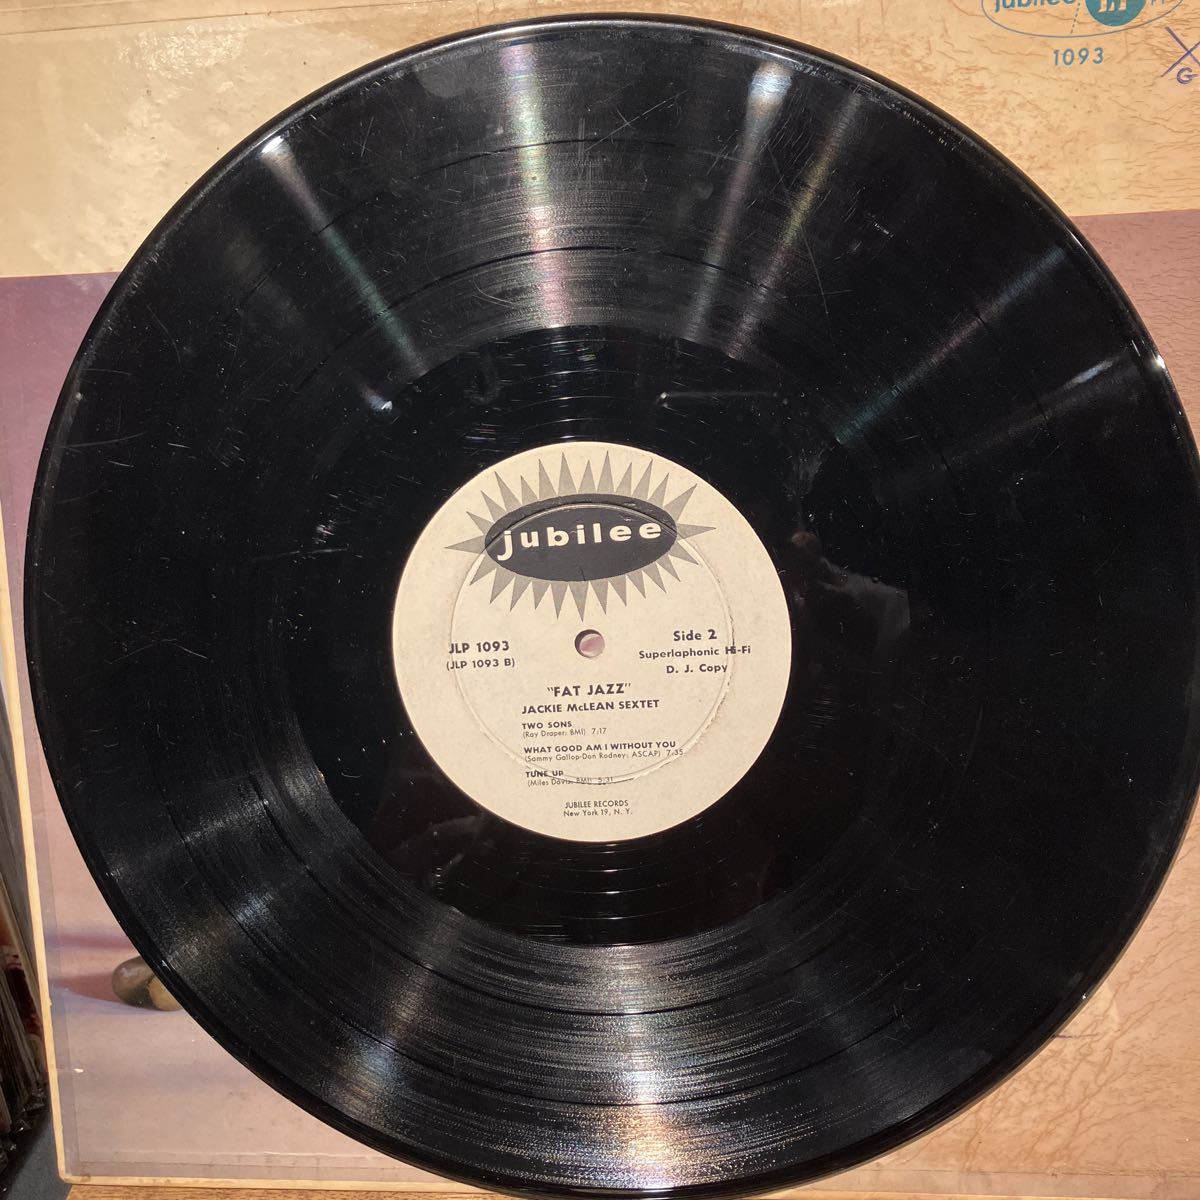 jubilee
1093
G
jubilee
JLP 1093
(JLP 1093 B)
Side 2
Superlaphonic Hi-Fi
D. J. Copy
"FAT JAZZ"
JACKIE McLEAN SEXTET
TWO SONS
(Ray Draper; BMI) 7:17
WHAT GOOD AM I WITHOUT YOU
(Sammy Gallop-Don Rodney; ASCAP) 7:35
TUNE UP
(Miles Davis; BMI) 5:31
JUBILEE RECORDS
New York 19, N. Y.